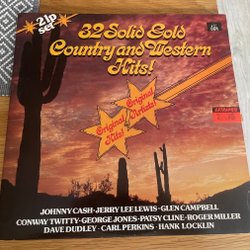 2 lp
set
32 Solid Gold
Country and Western
Hits!
Original
Hits!
Original
Artists!
JOHNNY CASH·JERRY LEE LEWIS·GLEN CAMPBELL
CONWAY TWITTY·GEORGE JONES·PATSY CLINE·ROGER MILLER
DAVE DUDLEY·CARL PERKINS·HANK LOCKLIN